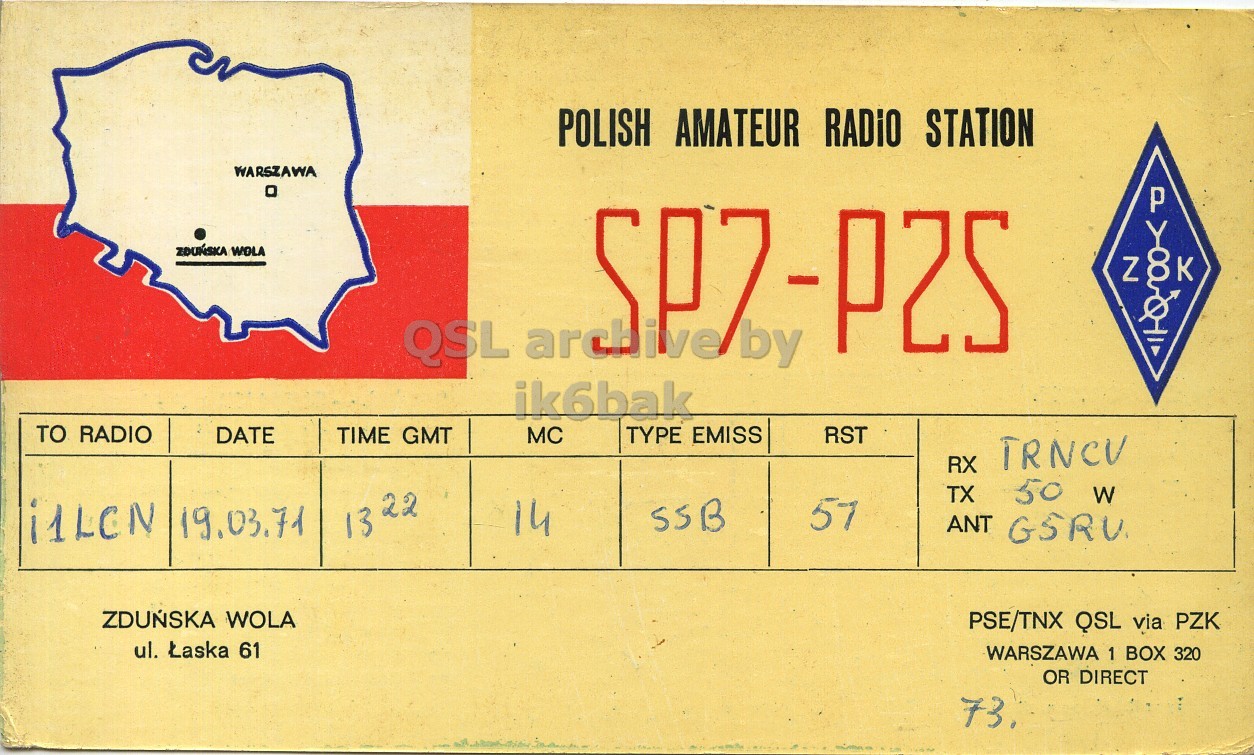 POLISH AMATEUR RADiO STATION
WARSZAWA
ZDUŃSKA WOLA
SP7-PZS
P
Z K
QSL archive by
ik6bak
TO RADIO DATE TIME GMT MC TYPE EMISS RST
i1LCN 19.03.71 13²² 14 SSB 57
RX TRNCV
TX 50 W
ANT G5RV.
ZDUŃSKA WOLA
ul. Łaska 61
PSE/TNX QSL via PZK
WARSZAWA 1 BOX 320
OR DIRECT
73.